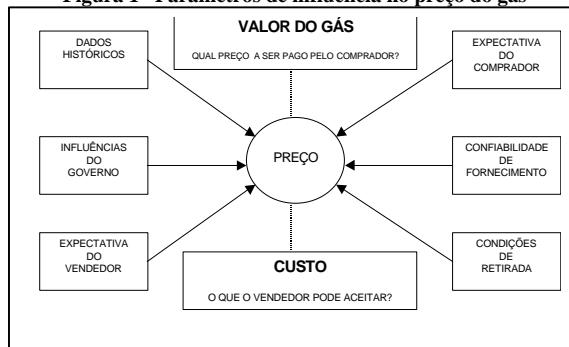 Figura 1 - Parâmetros de influência no preço do gás
VALOR DO GÁS
QUAL PREÇO A SER PAGO PELO COMPRADOR?
DADOS
HISTÓRICOS
EXPECTATIVA
DO
COMPRADOR
INFLUÊNCIAS
DO
GOVERNO
PREÇO
CONFIABILIDADE
DE
FORNECIMENTO
EXPECTATIVA
DO
VENDEDOR
CUSTO
O QUE O VENDEDOR PODE ACEITAR?
CONDIÇÕES
DE
RETIRADA